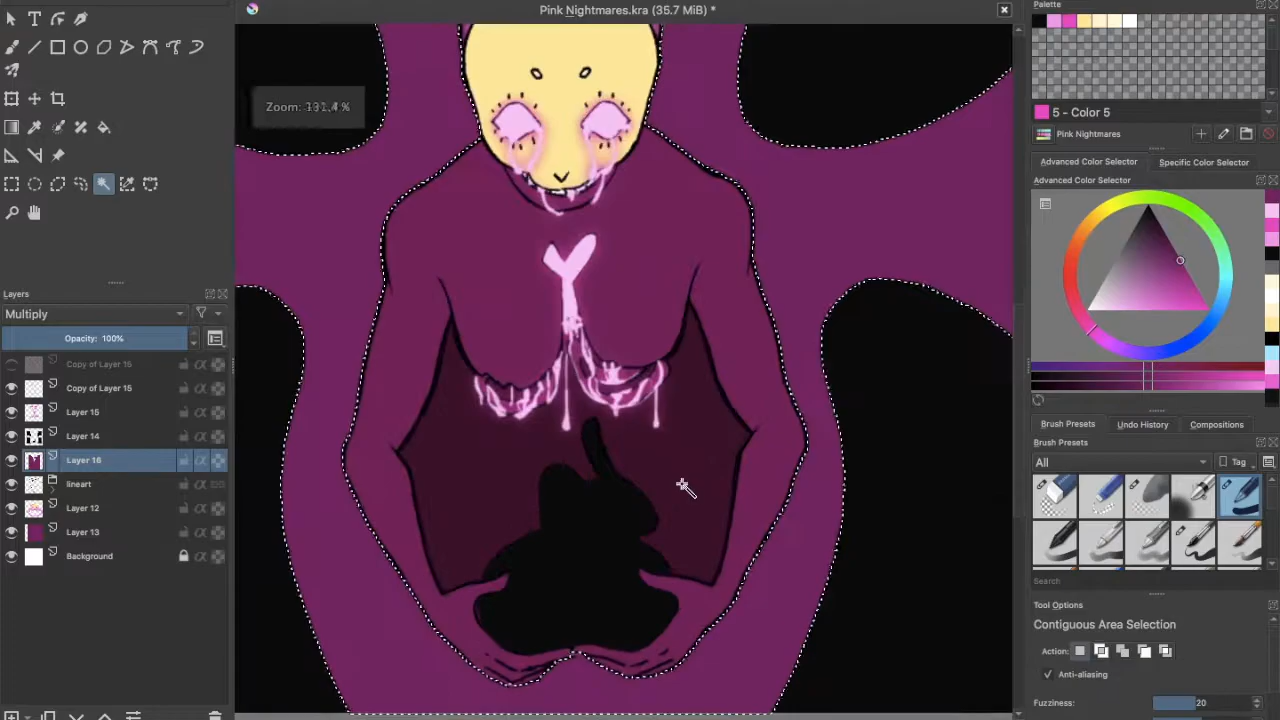 Pink Nightmares.kra (35.7 MiB) *
Palette
5 - Color 5
Pink Nightmares
Advanced Color Selector
Specific Color Selector
Advanced Color Selector
Layers
Multiply
Opacity: 100%
Copy of Layer 15
Copy of Layer 15
Layer 15
Layer 14
Layer 16
lineart
Layer 12
Layer 13
Background
Brush Presets
Undo History
Compositions
Brush Presets
All
Tag
Search
Tool Options
Contiguous Area Selection
Action:
Anti-aliasing
Fuzziness:
20